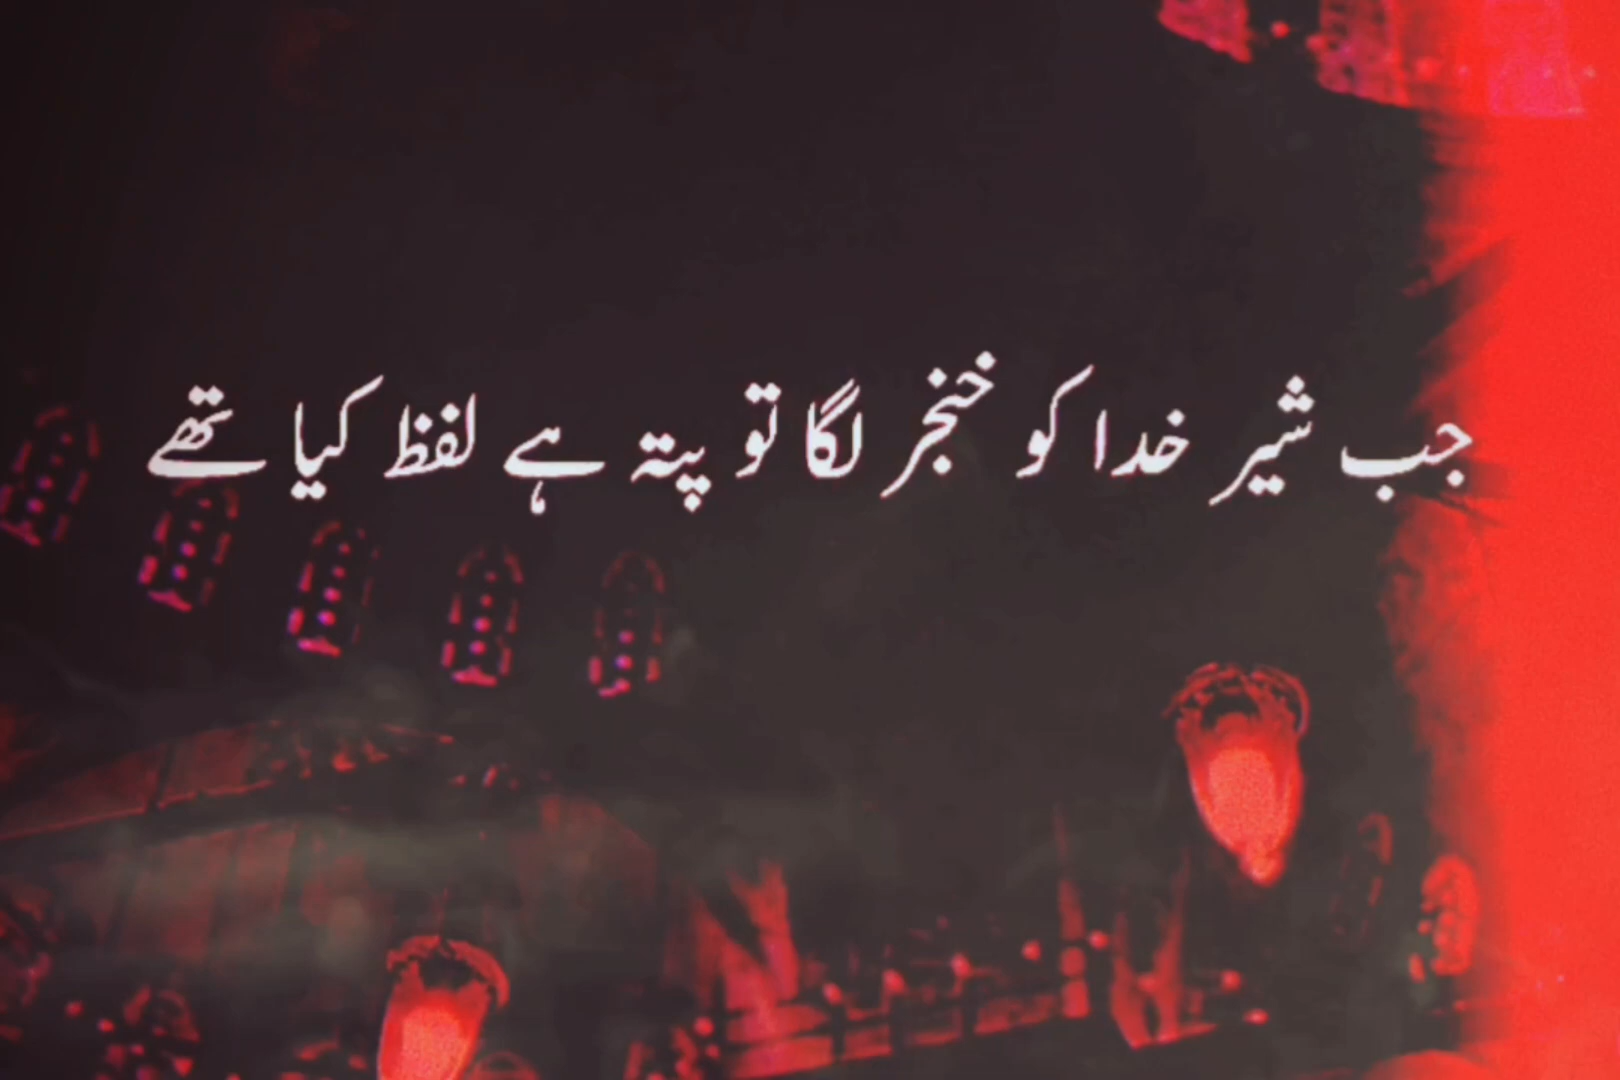 جب شیر خدا کو خنجر لگا تو پتہ ہے لفظ کیا تھے